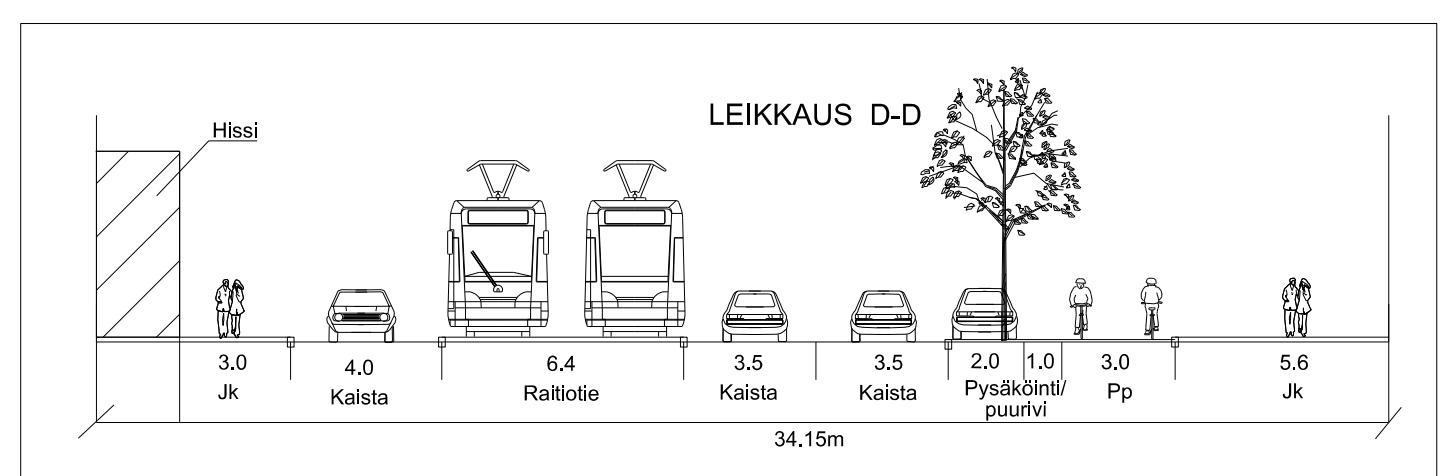 LEIKKAUS D-D
Hissi
3.0 4.0 6.4 3.5 3.5 2.0 1.0 3.0 5.6
Jk Kaista Raitiotie Kaista Kaista Pysäköinti/ Pp Jk
puurivi
34.15m